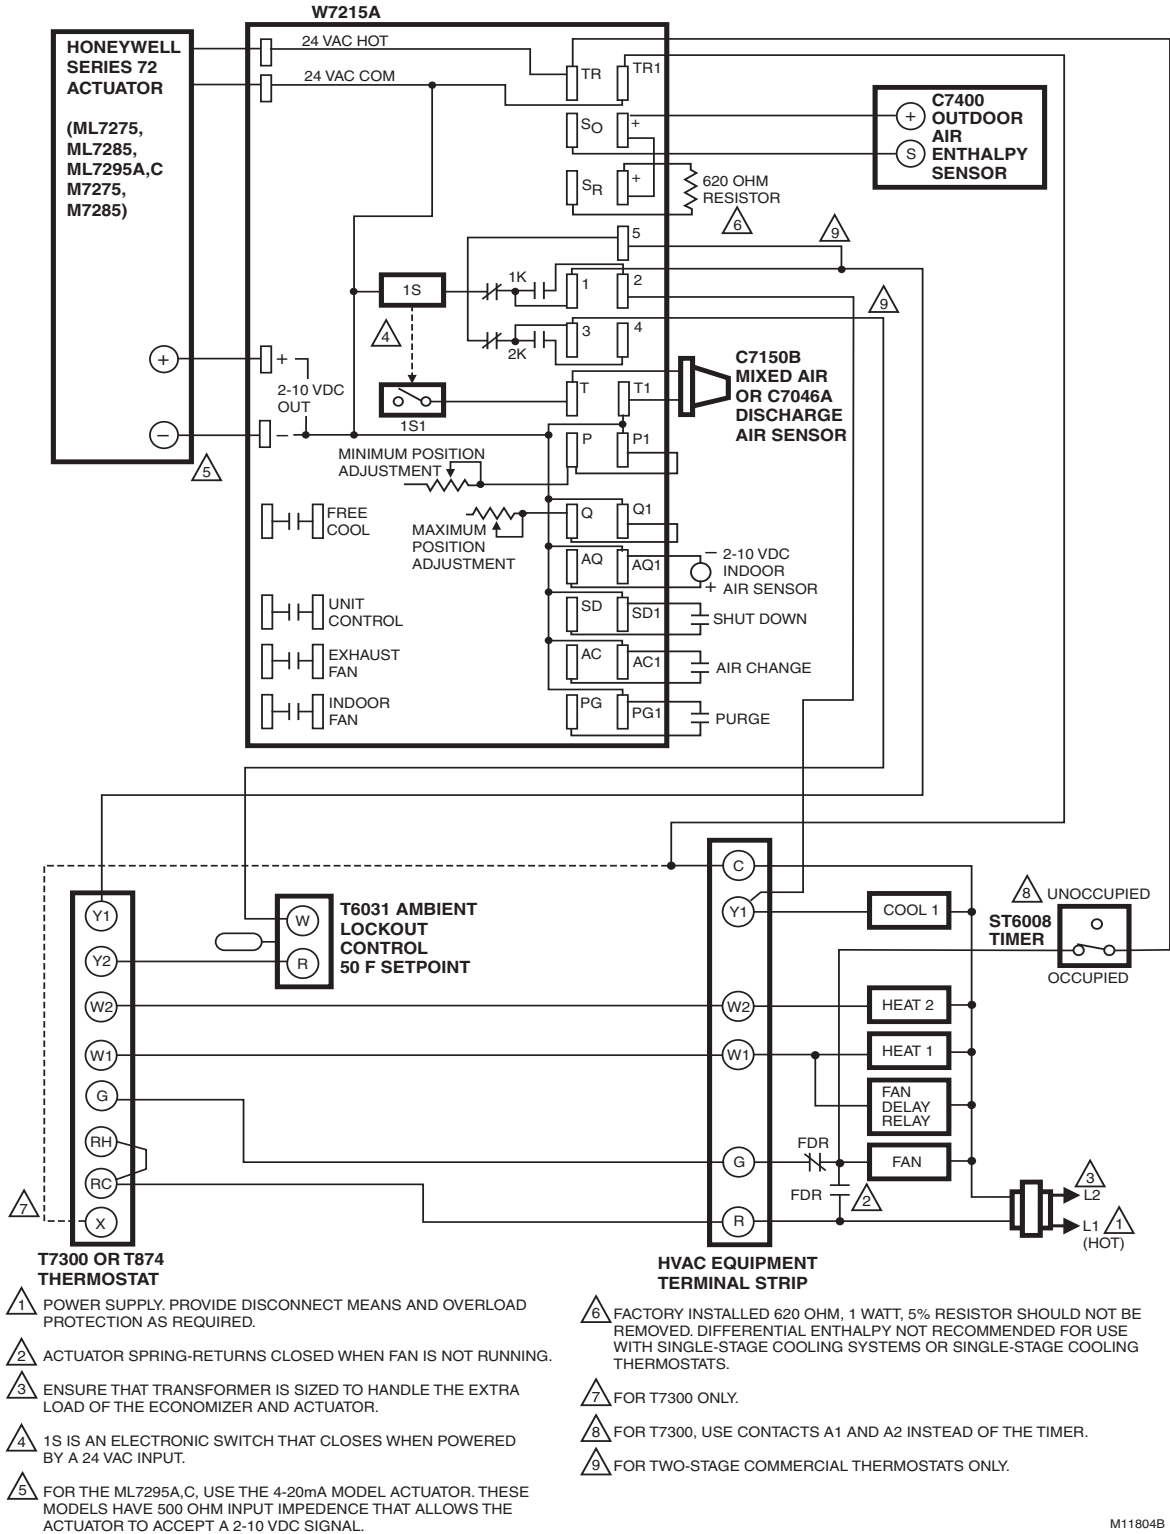 W7215A
HONEYWELL
SERIES 72
ACTUATOR
(ML7275,
ML7285,
ML7295A,C
M7275,
M7285)
24 VAC HOT
24 VAC COM
TR
TR1
SO
+
SR
+
C7400
OUTDOOR
AIR
ENTHALPY
SENSOR
+
S
620 OHM
RESISTOR
6
9
5
1S
1K
1
2
9
4
2K
3
4
+
+
2-10 VDC
OUT
−
−
5
1S1
T
T1
C7150B
MIXED AIR
OR C7046A
DISCHARGE
AIR SENSOR
P
P1
MINIMUM POSITION
ADJUSTMENT
FREE
COOL
MAXIMUM
POSITION
ADJUSTMENT
Q
Q1
AQ
AQ1
− 2-10 VDC
INDOOR
+ AIR SENSOR
UNIT
CONTROL
SD
SD1
SHUT DOWN
EXHAUST
FAN
AC
AC1
AIR CHANGE
INDOOR
FAN
PG
PG1
PURGE
C
Y1
T6031 AMBIENT
LOCKOUT
CONTROL
50 F SETPOINT
W
R
Y1
COOL 1
8
UNOCCUPIED
ST6008
TIMER
OCCUPIED
Y2
W2
W2
HEAT 2
W1
W1
HEAT 1
G
FAN
DELAY
RELAY
RH
FDR
G
FAN
RC
FDR
2
3
L2
7
X
R
L1
(HOT)
1
T7300 OR T874
THERMOSTAT
HVAC EQUIPMENT
TERMINAL STRIP
1 POWER SUPPLY. PROVIDE DISCONNECT MEANS AND OVERLOAD
PROTECTION AS REQUIRED.
2 ACTUATOR SPRING-RETURNS CLOSED WHEN FAN IS NOT RUNNING.
3 ENSURE THAT TRANSFORMER IS SIZED TO HANDLE THE EXTRA
LOAD OF THE ECONOMIZER AND ACTUATOR.
4 1S IS AN ELECTRONIC SWITCH THAT CLOSES WHEN POWERED
BY A 24 VAC INPUT.
5 FOR THE ML7295A,C, USE THE 4-20mA MODEL ACTUATOR. THESE
MODELS HAVE 500 OHM INPUT IMPEDENCE THAT ALLOWS THE
ACTUATOR TO ACCEPT A 2-10 VDC SIGNAL.
6 FACTORY INSTALLED 620 OHM, 1 WATT, 5% RESISTOR SHOULD NOT BE
REMOVED. DIFFERENTIAL ENTHALPY NOT RECOMMENDED FOR USE
WITH SINGLE-STAGE COOLING SYSTEMS OR SINGLE-STAGE COOLING
THERMOSTATS.
7 FOR T7300 ONLY.
8 FOR T7300, USE CONTACTS A1 AND A2 INSTEAD OF THE TIMER.
9 FOR TWO-STAGE COMMERCIAL THERMOSTATS ONLY.
M11804B